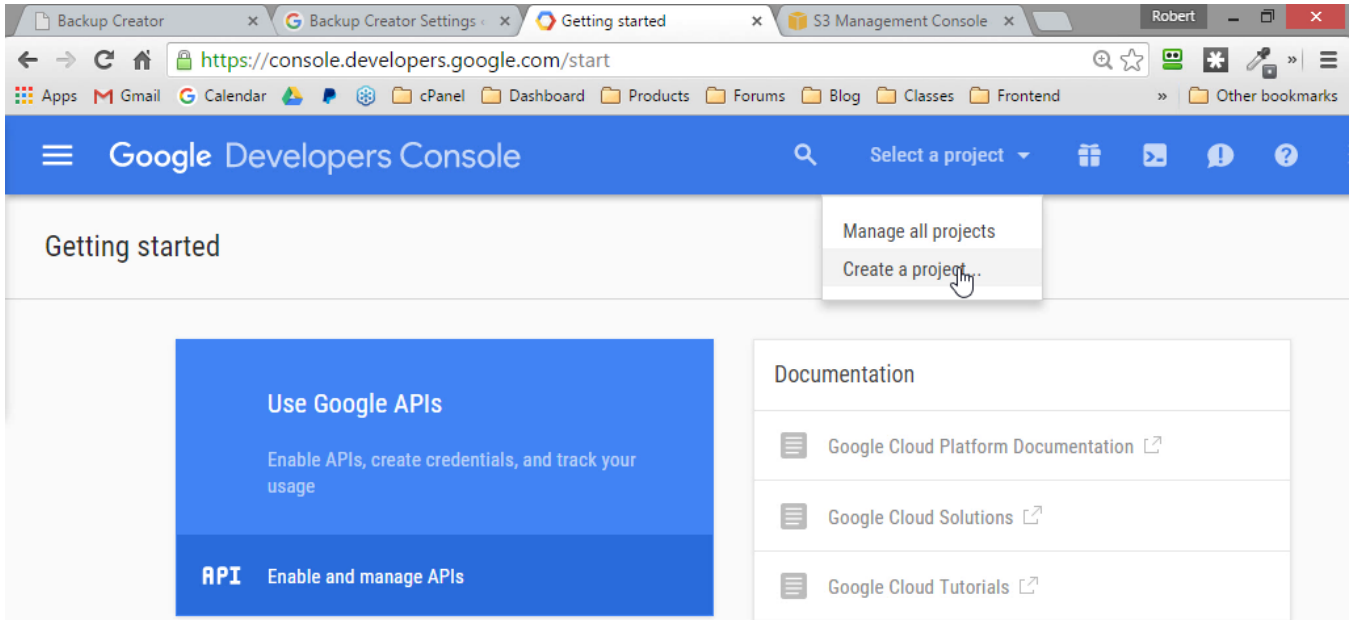 Backup Creator
Backup Creator Settings
Getting started
S3 Management Console
Robert
https://console.developers.google.com/start
Apps
Gmail
Calendar
cPanel
Dashboard
Products
Forums
Blog
Classes
Frontend
»
Other bookmarks
Google Developers Console
Select a project
Getting started
Manage all projects
Create a project...
Use Google APIs
Enable APIs, create credentials, and track your
usage
API Enable and manage APIs
Documentation
Google Cloud Platform Documentation
Google Cloud Solutions
Google Cloud Tutorials